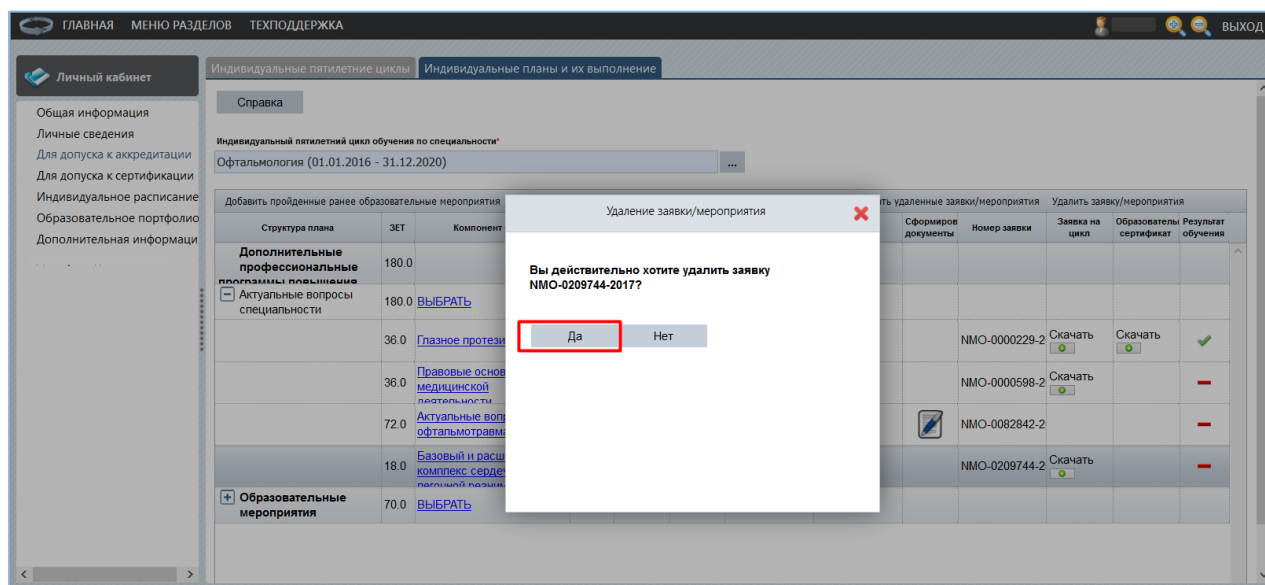 ГЛАВНАЯ МЕНЮ РАЗДЕЛОВ ТЕХПОДДЕРЖКА ВЫХОД
Личный кабинет
Общая информация
Личные сведения
Для допуска к аккредитации
Для допуска к сертификации
Индивидуальное расписание
Образовательное портфолио
Дополнительная информаци
Индивидуальные пятилетние циклы Индивидуальные планы и их выполнение
Справка
Индивидуальный пятилетний цикл обучения по специальности*
Офтальмология (01.01.2016 - 31.12.2020) ...
Добавить пройденные ранее образовательные мероприятия ть удаленные заявки/мероприятия Удалить заявку/мероприятия
Структура плана ЗЕТ Компонент Сформиров документы Номер заявки Заявка на цикл Образователы сертификат Результат обучения
Дополнительные 180.0
профессиональные
программы повышения
Актуальные вопросы специальности 180.0 ВЫБРАТЬ
36.0 Глазное протези NMO-0000229-2 Скачать Скачать
36.0 Правовые основ NMO-0000598-2 Скачать
медицинской
деятельности
72.0 Актуальные вопр NMO-0082842-2
офтальмотравма
18.0 Базовый и расш NMO-0209744-2 Скачать
комплекс серде
легочной реаним
Образовательные мероприятия 70.0 ВЫБРАТЬ
Удаление заявки/мероприятия
Вы действительно хотите удалить заявку
NMO-0209744-2017?
Да Нет